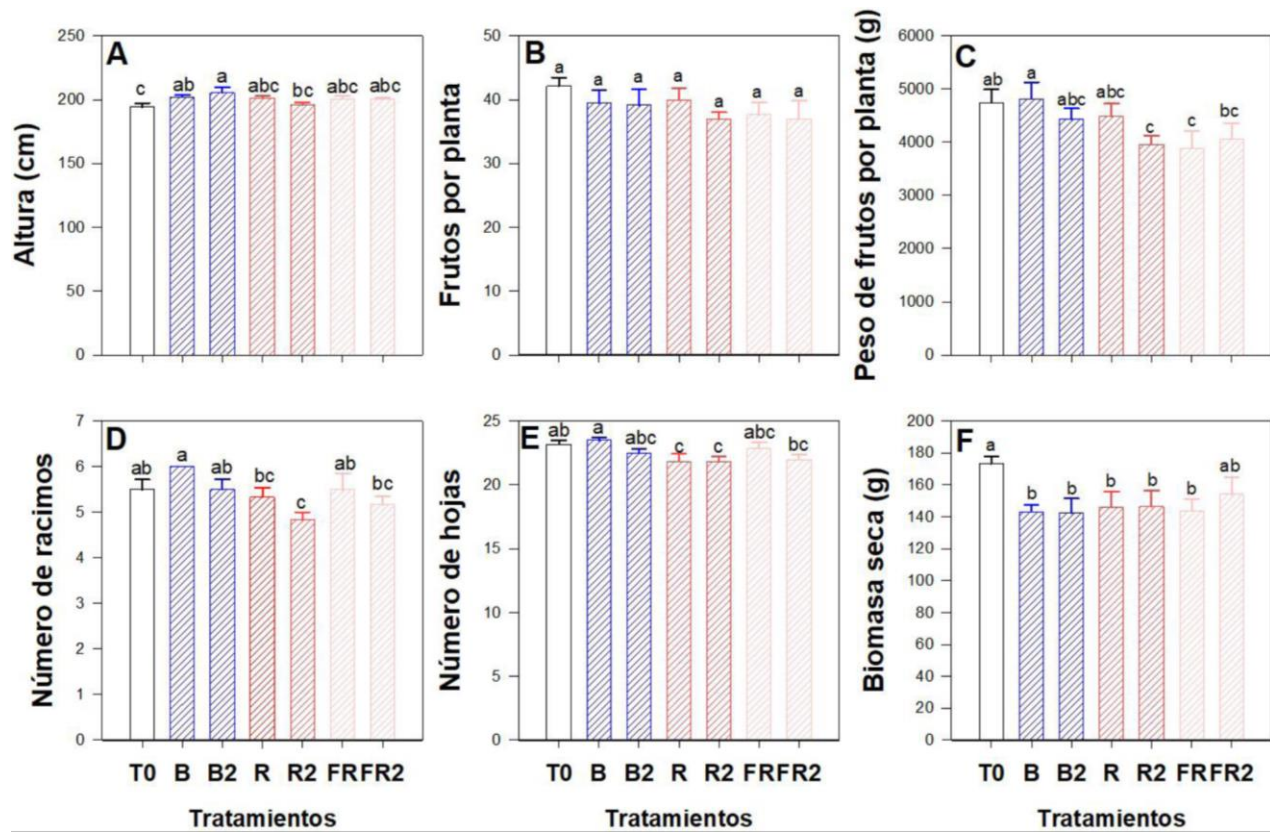 A
Altura (cm)
250
200
150
100
50
0
c ab a abc bc abc abc
B
Frutos por planta
50
40
30
20
10
0
a a a a a a a
C
Peso de frutos por planta (g)
6000
5000
4000
3000
2000
1000
0
ab a abc abc c c bc
D
Número de racimos
7
6
5
4
3
2
1
0
ab a ab bc c ab bc
T0 B B2 R R2 FR FR2
Tratamientos
E
Número de hojas
25
20
15
10
5
0
ab a abc c c abc bc
T0 B B2 R R2 FR FR2
Tratamientos
F
Biomasa seca (g)
200
180
160
140
120
100
80
60
40
20
0
a b b b b b ab
T0 B B2 R R2 FR FR2
Tratamientos